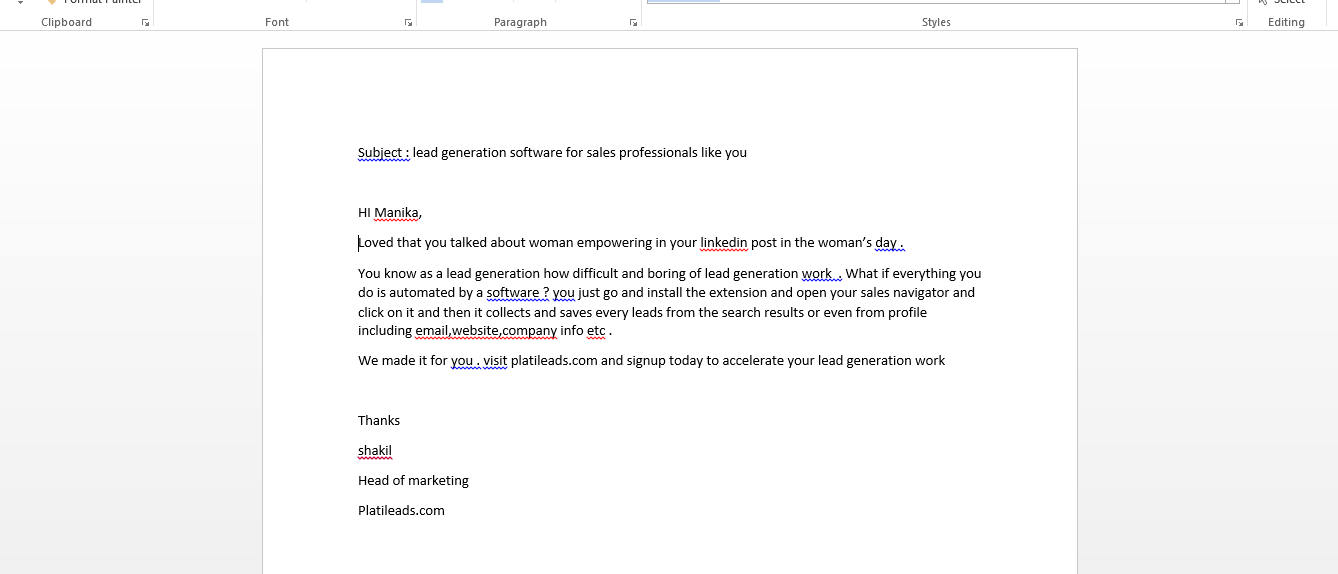 Format Painter
Select
Clipboard
Font
Paragraph
Styles
Editing
Subject : lead generation software for sales professionals like you
HI Manika,
Loved that you talked about woman empowering in your linkedin post in the woman’s day .
You know as a lead generation how difficult and boring of lead generation work . What if everything you
do is automated by a software ? you just go and install the extension and open your sales navigator and
click on it and then it collects and saves every leads from the search results or even from profile
including email,website,company info etc .
We made it for you . visit platileads.com and signup today to accelerate your lead generation work
Thanks
shakil
Head of marketing
Platileads.com